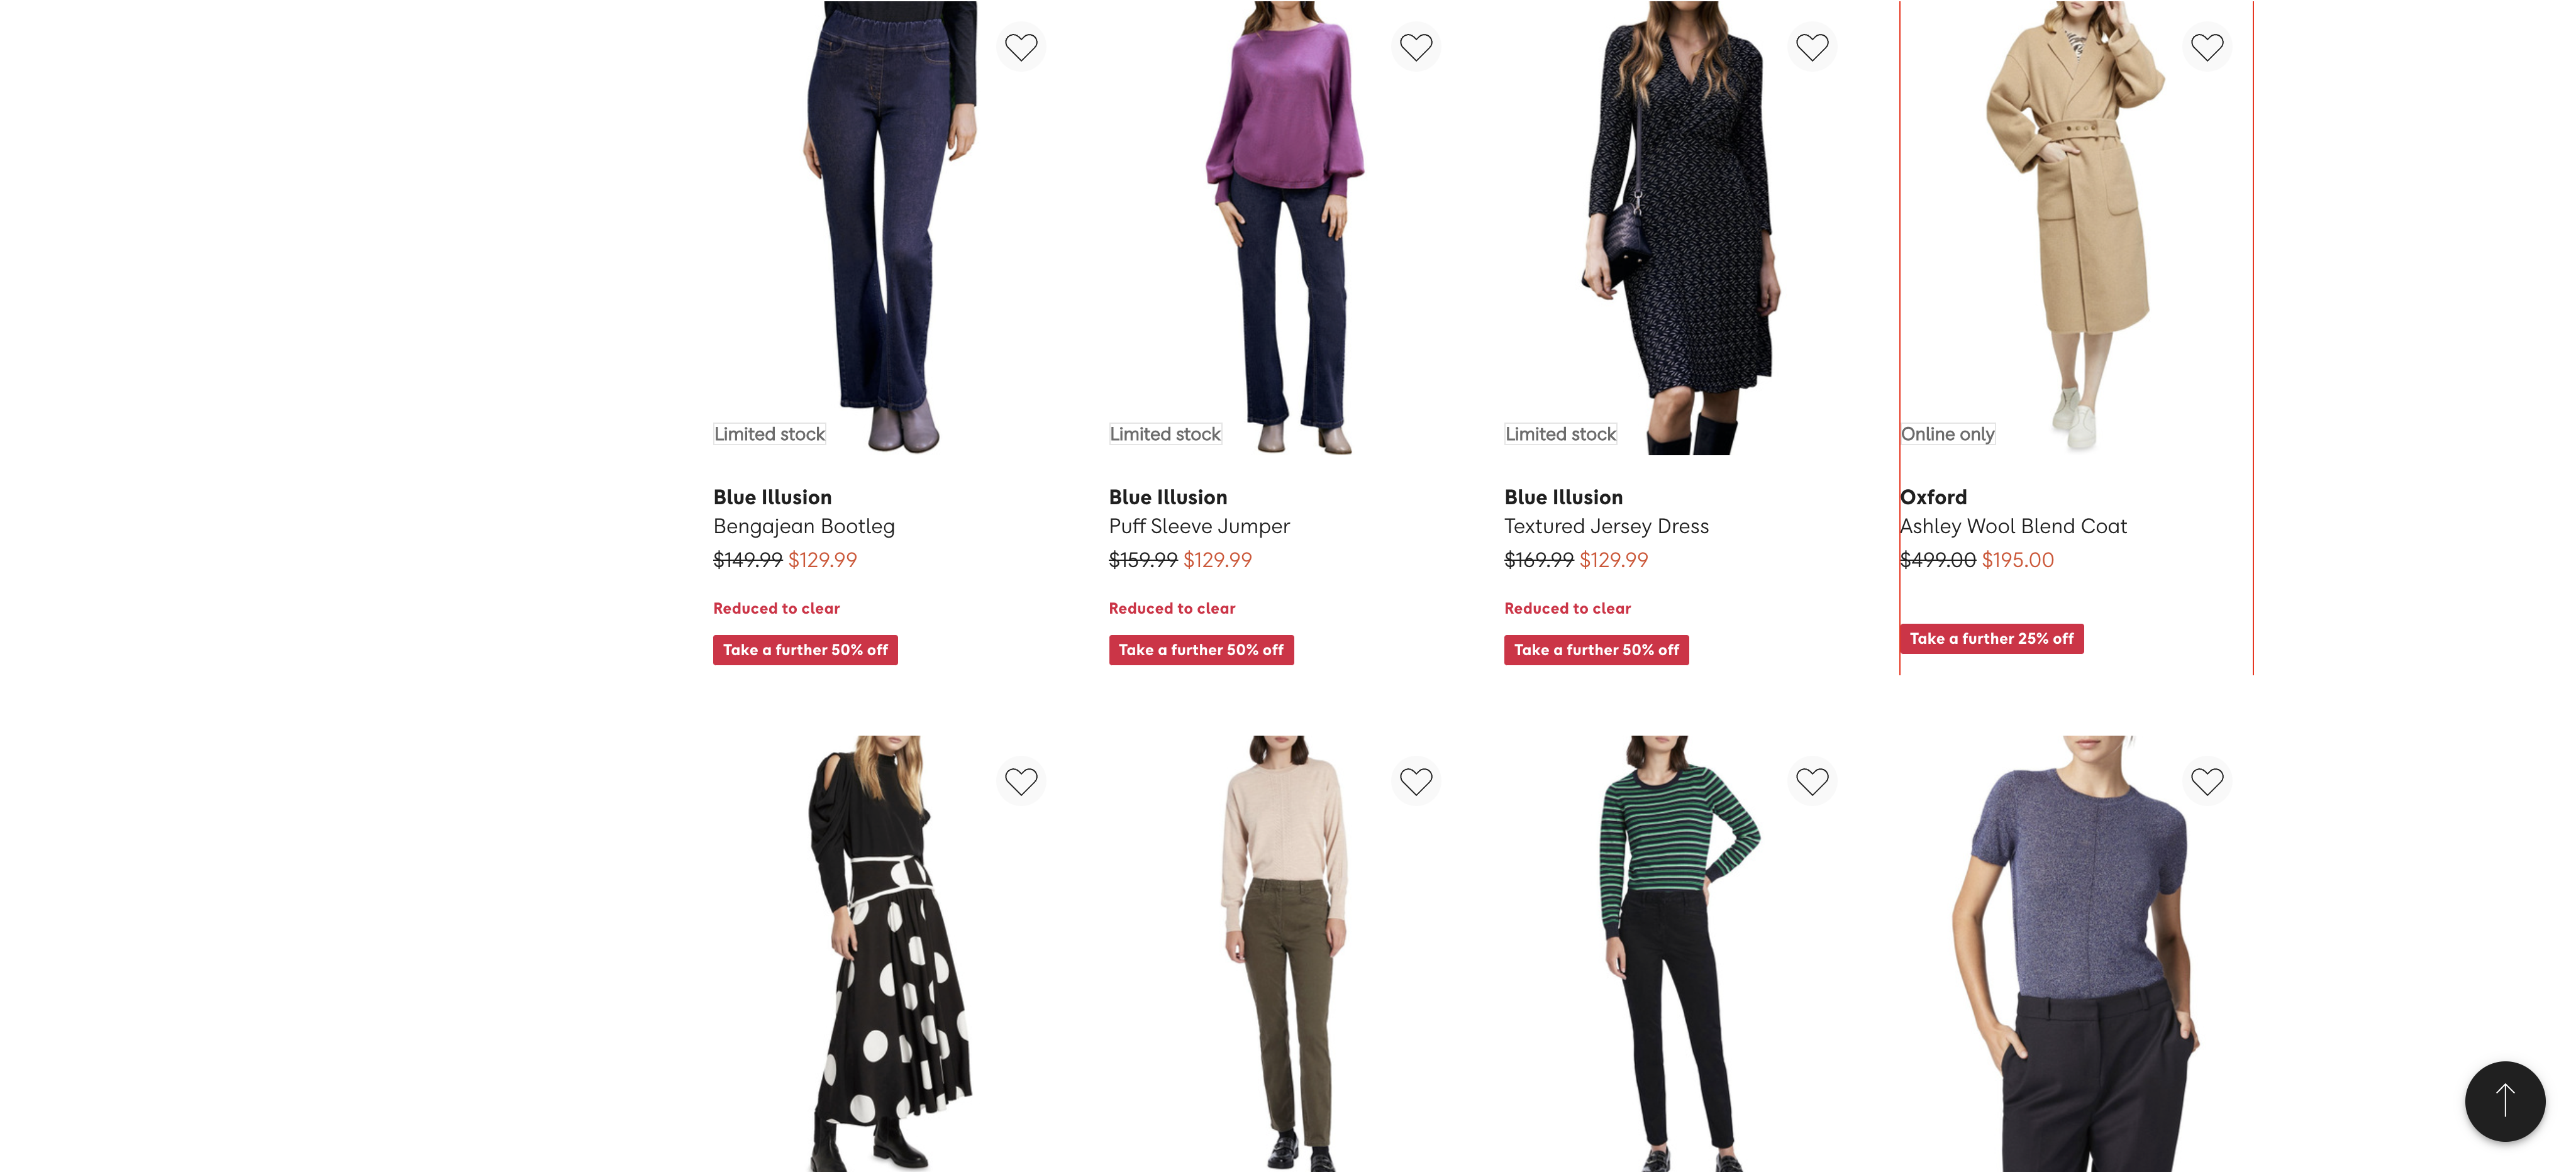 Limited stock
Blue Illusion
Bengajean Bootleg
$149.99 $129.99
Reduced to clear
Take a further 50% off
Limited stock
Blue Illusion
Puff Sleeve Jumper
$159.99 $129.99
Reduced to clear
Take a further 50% off
Limited stock
Blue Illusion
Textured Jersey Dress
$169.99 $129.99
Reduced to clear
Take a further 50% off
Online only
Oxford
Ashley Wool Blend Coat
$499.00 $195.00
Take a further 25% off